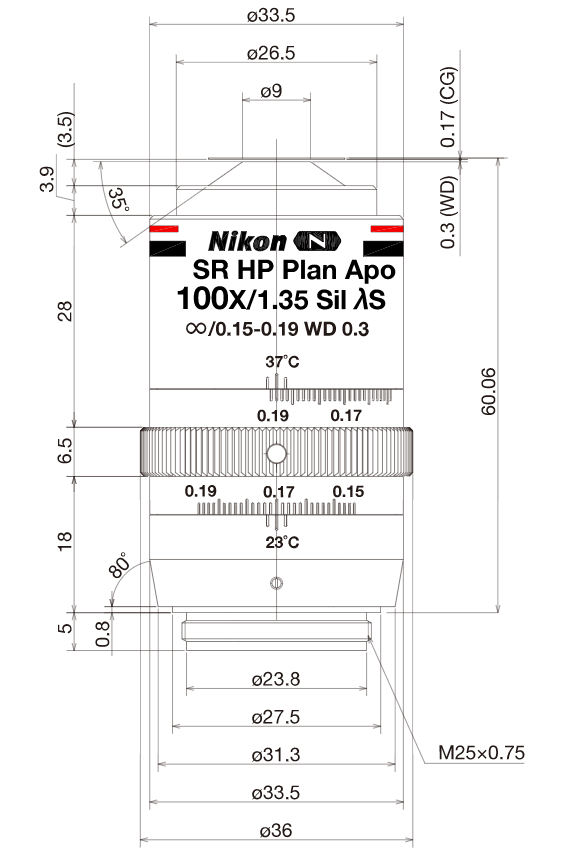 ø33.5
ø26.5
ø9
0.17 (CG)
(3.5)
3.9
35°
0.3 (WD)
Nikon N
SR HP Plan Apo
100X/1.35 Sil λS
∞/0.15-0.19 WD 0.3
28
37°C
60.06
0.19 0.17
6.5
0.19 0.17 0.15
18
23°C
80°
5
0.8
ø23.8
ø27.5
M25×0.75
ø31.3
ø33.5
ø36